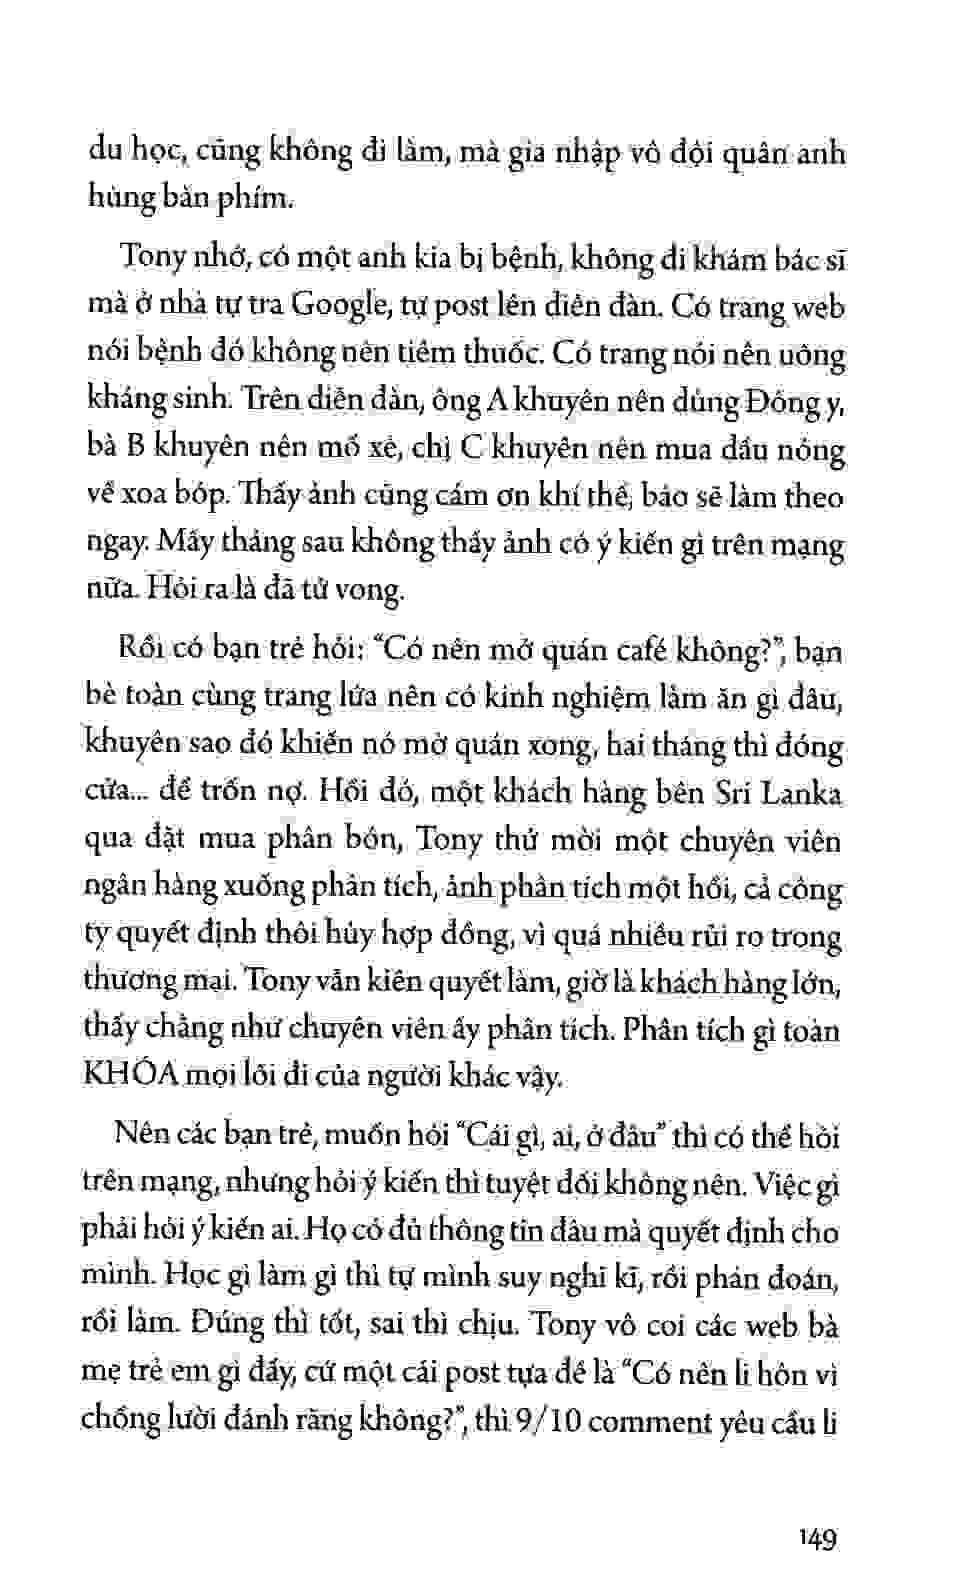 du học, cũng không đi làm, mà gia nhập vô đội quân anh
hùng bàn phím.
Tony nhớ, có một anh kia bị bệnh, không đi khám bác sĩ
mà ở nhà tự tra Google, tự post lên diễn đàn. Có trang web
nói bệnh đó không nên tiêm thuốc. Có trang nói nên uống
kháng sinh. Trên diễn đàn, ông A khuyên nên dùng Đông y,
bà B khuyên nên mổ xẻ, chị C khuyên nên mua dầu nóng
về xoa bóp. Thấy ảnh cũng cám ơn khí thế, bảo sẽ làm theo
ngay. Mấy tháng sau không thấy ảnh có ý kiến gì trên mạng
nữa. Hỏi ra là đã tử vong.
Rồi có bạn trẻ hỏi: “Có nên mở quán café không?”, bạn
bè toàn cùng trang lứa nên có kinh nghiệm làm ăn gì đâu,
khuyên sao đó khiến nó mở quán xong, hai tháng thì đóng
cửa... để trốn nợ. Hồi đó, một khách hàng bên Sri Lanka
qua đặt mua phân bón, Tony thử mời một chuyên viên
ngân hàng xuống phân tích, ảnh phân tích một hồi, cả công
ty quyết định thôi hủy hợp đồng, vì quá nhiều rủi ro trong
thương mại. Tony vẫn kiên quyết làm, giờ là khách hàng lớn,
thấy chẳng như chuyên viên ấy phân tích. Phân tích gì toàn
KHÓA mọi lối đi của người khác vậy.
Nên các bạn trẻ, muốn hỏi “Cái gì, ai, ở đâu” thì có thể hỏi
trên mạng, nhưng hỏi ý kiến thì tuyệt đối không nên. Việc gì
phải hỏi ý kiến ai. Họ có đủ thông tin đâu mà quyết định cho
mình. Học gì làm gì thì tự mình suy nghĩ kĩ, rồi phán đoán,
rồi làm. Đúng thì tốt, sai thì chịu. Tony vô coi các web bà
mẹ trẻ em gì đấy, cứ một cái post tựa đề là “Có nên li hôn vì
chồng lười đánh răng không?”, thì 9/10 comment yêu cầu li
149